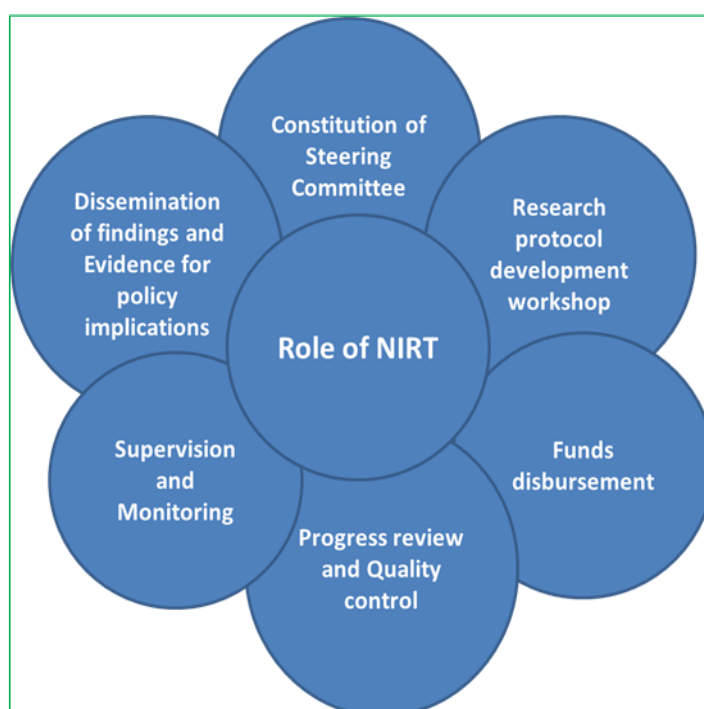 Constitution of
Steering
Committee
Research
protocol
development
workshop
Funds
disbursement
Progress review
and Quality
control
Supervision
and
Monitoring
Dissemination
of findings and
Evidence for
policy
implications
Role of NIRT